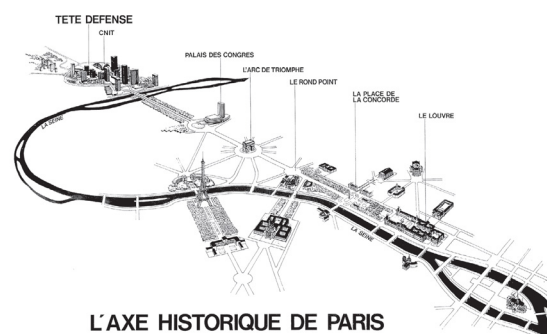 TETE DEFENSE
CNIT
PALAIS DES CONGRES
L'ARC DE TRIOMPHE
LE ROND POINT
LA PLACE DE
LA CONCORDE
LE LOUVRE
LA SEINE
LA SEINE
L'AXE HISTORIQUE DE PARIS